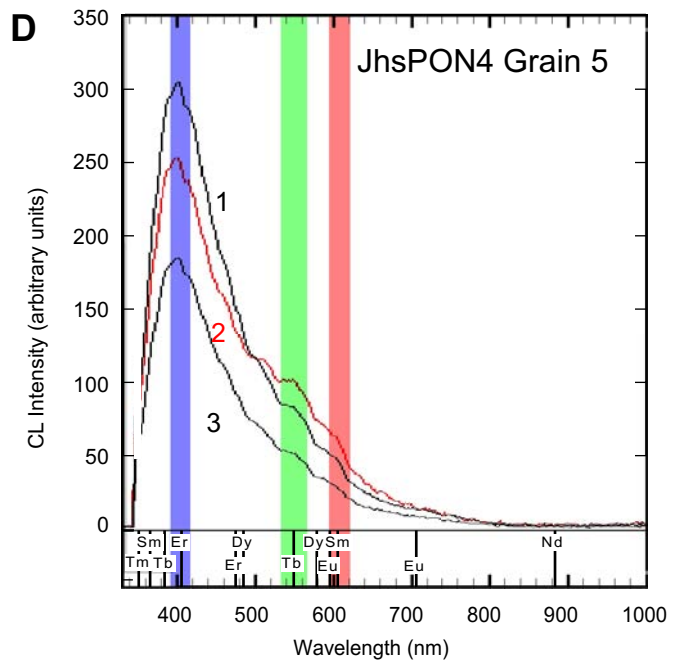 D
JhsPON4 Grain 5
CL Intensity (arbitrary units)
350
300
250
200
150
100
50
0
1
2
3
Sm Er Dy Dy Sm Nd
Tm Tb Er Tb Eu Eu
400 500 600 700 800 900 1000
Wavelength (nm)